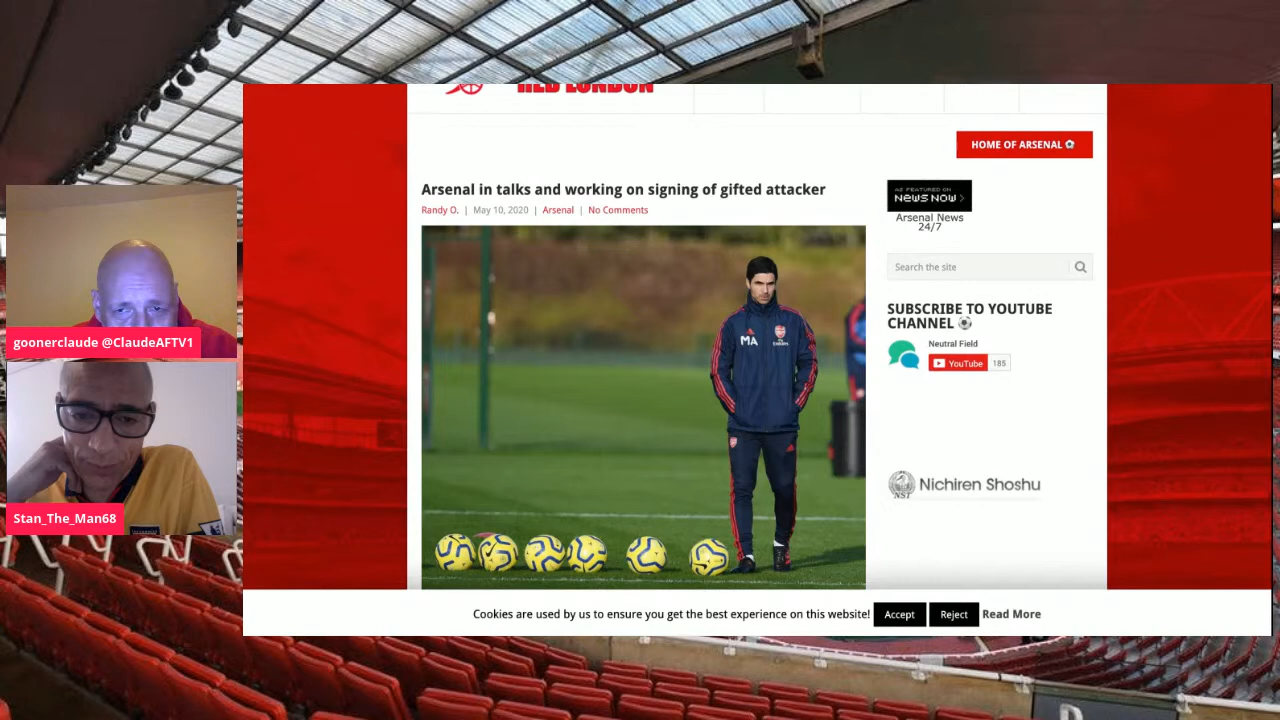 RED LONDON
HOME OF ARSENAL
Arsenal in talks and working on signing of gifted attacker
Randy O. | May 10, 2020 | Arsenal | No Comments
AS FEATURED ON
NEWS NOW
Arsenal News
24/7
Search the site
SUBSCRIBE TO YOUTUBE
CHANNEL
Neutral Field
YouTube 185
MA
Nichiren Shoshu
NST
goonerclaude @ClaudeAFTV1
Stan_The_Man68
Cookies are used by us to ensure you get the best experience on this website! Accept Reject Read More